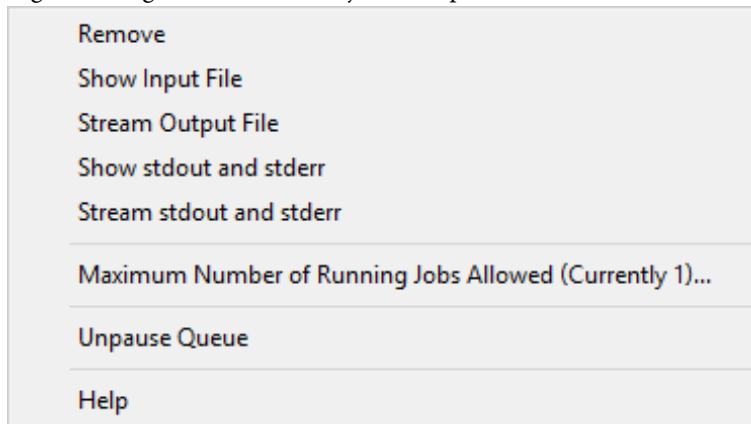 Remove
Show Input File
Stream Output File
Show stdout and stderr
Stream stdout and stderr
Maximum Number of Running Jobs Allowed (Currently 1)...
Unpause Queue
Help